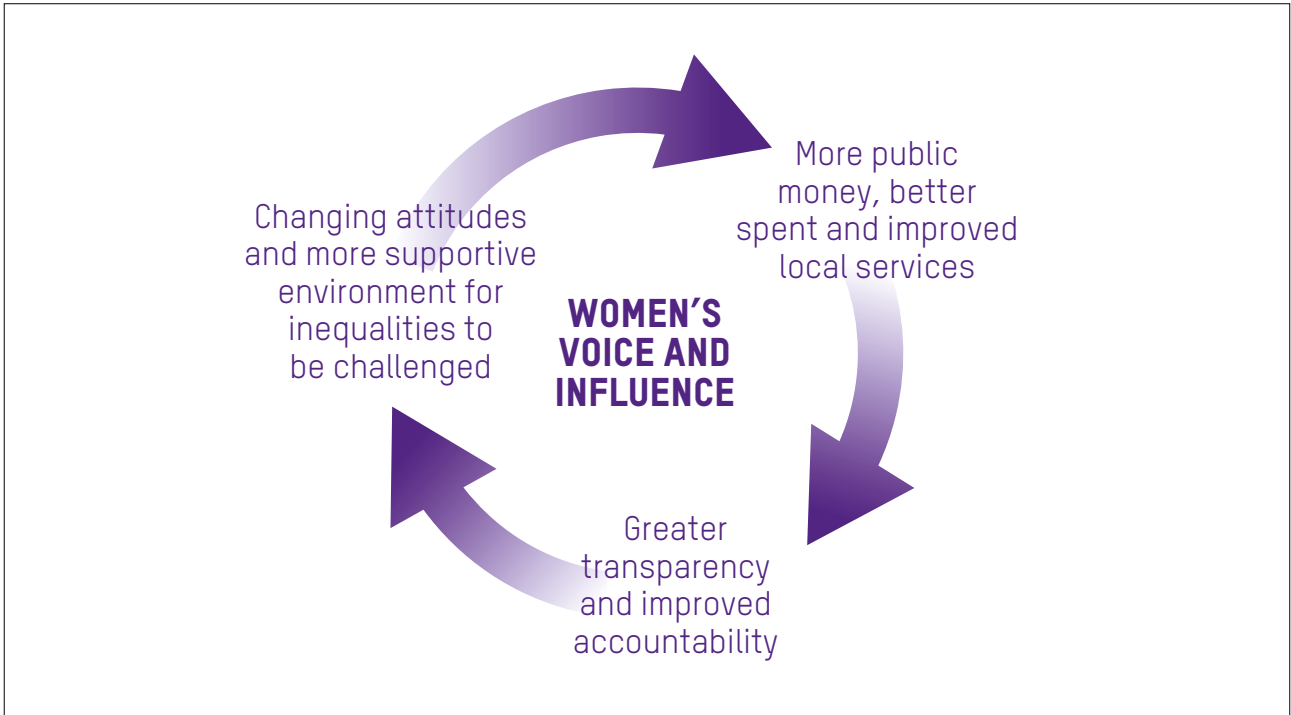 More public
money, better
spent and improved
local services
Changing attitudes
and more supportive
environment for
inequalities to
be challenged
WOMEN’S
VOICE AND
INFLUENCE
Greater
transparency
and improved
accountability